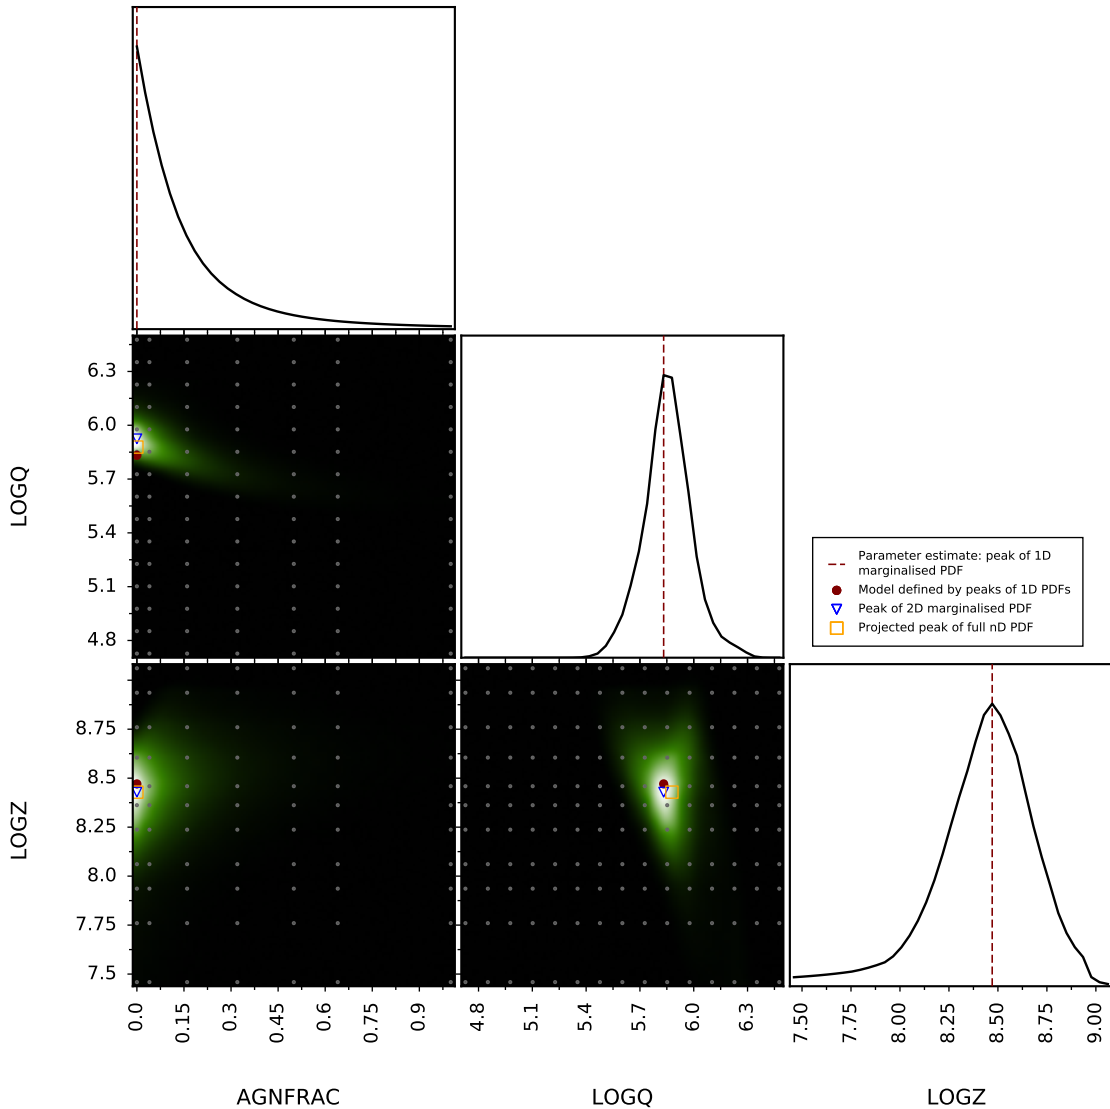 6.3
6.0
5.7
5.4
5.1
4.8
LOGQ
Parameter estimate: peak of 1D
marginalised PDF
Model defined by peaks of 1D PDFs
Peak of 2D marginalised PDF
Projected peak of full nD PDF
8.75
8.5
8.25
8.0
7.75
7.5
LOGZ
0.0 0.15 0.3 0.45 0.6 0.75 0.9
4.8 5.1 5.4 5.7 6.0 6.3
7.50 7.75 8.00 8.25 8.50 8.75 9.00
AGNFRAC LOGQ LOGZ